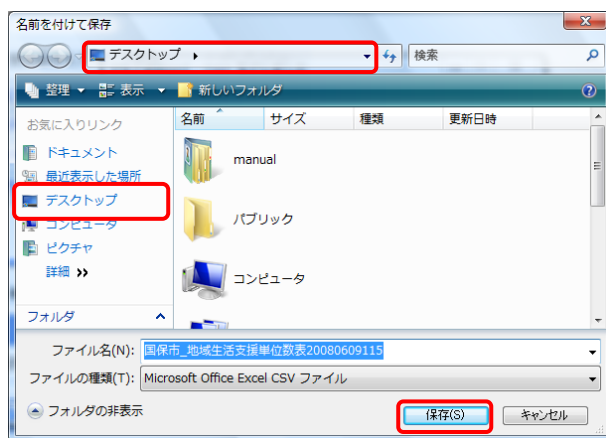 名前を付けて保存
デスクトップ
検索
整理 表示 新しいフォルダ
お気に入りリンク
ドキュメント
最近表示した場所
デスクトップ
コンピュータ
ピクチャ
詳細 >>
フォルダ
名前 サイズ 種類 更新日時
manual
パブリック
コンピュータ
ファイル名(N): 国保市_地域生活支援単位数表20080609115
ファイルの種類(T): Microsoft Office Excel CSV ファイル
フォルダの非表示 保存(S) キャンセル